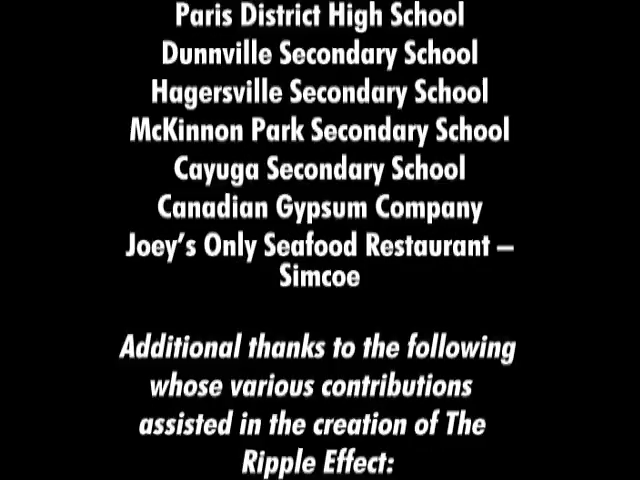 Paris District High School
Dunnville Secondary School
Hagersville Secondary School
McKinnon Park Secondary School
Cayuga Secondary School
Canadian Gypsum Company
Joey's Only Seafood Restaurant –
Simcoe
Additional thanks to the following
whose various contributions
assisted in the creation of The
Ripple Effect: